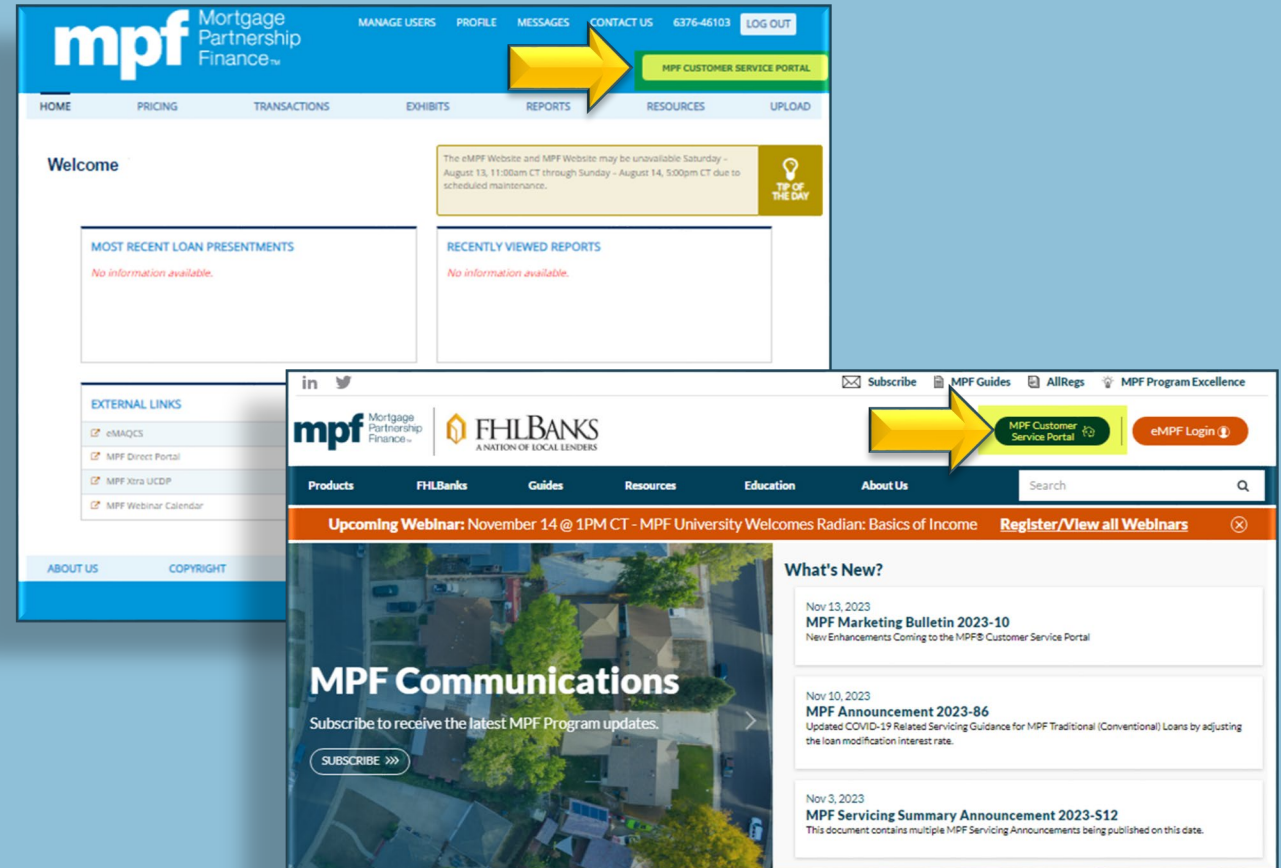 mpf Mortgage
Partnership
Finance™
MANAGE USERS PROFILE MESSAGES CONTACT US 6376-46103 LOG OUT
MPF CUSTOMER SERVICE PORTAL
HOME PRICING TRANSACTIONS EXHIBITS REPORTS RESOURCES UPLOAD
Welcome
The eMPF Website and MPF Website may be unavailable Saturday –
August 13, 11:00am CT through Sunday – August 14, 5:00pm CT due to
scheduled maintenance.
TIP OF
THE DAY
MOST RECENT LOAN PRESENTMENTS
No information available.
RECENTLY VIEWED REPORTS
No information available.
EXTERNAL LINKS
eMAQCS
MPF Direct Portal
MPF Xtra UCDP
MPF Webinar Calendar
ABOUT US COPYRIGHT
in
Subscribe MPF Guides AllRegs MPF Program Excellence
mpf Mortgage
Partnership
Finance™
FHLBANKS
A NATION OF LOCAL LENDERS
MPF Customer
Service Portal
eMPF Login
Products FHLBanks Guides Resources Education About Us Search
Upcoming Webinar: November 14 @ 1PM CT - MPF University Welcomes Radian: Basics of Income Register/View all Webinars
MPF Communications
Subscribe to receive the latest MPF Program updates.
SUBSCRIBE >>>
What's New?
Nov 13, 2023
MPF Marketing Bulletin 2023-10
New Enhancements Coming to the MPF® Customer Service Portal
Nov 10, 2023
MPF Announcement 2023-86
Updated COVID-19 Related Servicing Guidance for MPF Traditional (Conventional) Loans by adjusting
the loan modification interest rate.
Nov 3, 2023
MPF Servicing Summary Announcement 2023-S12
This document contains multiple MPF Servicing Announcements being published on this date.